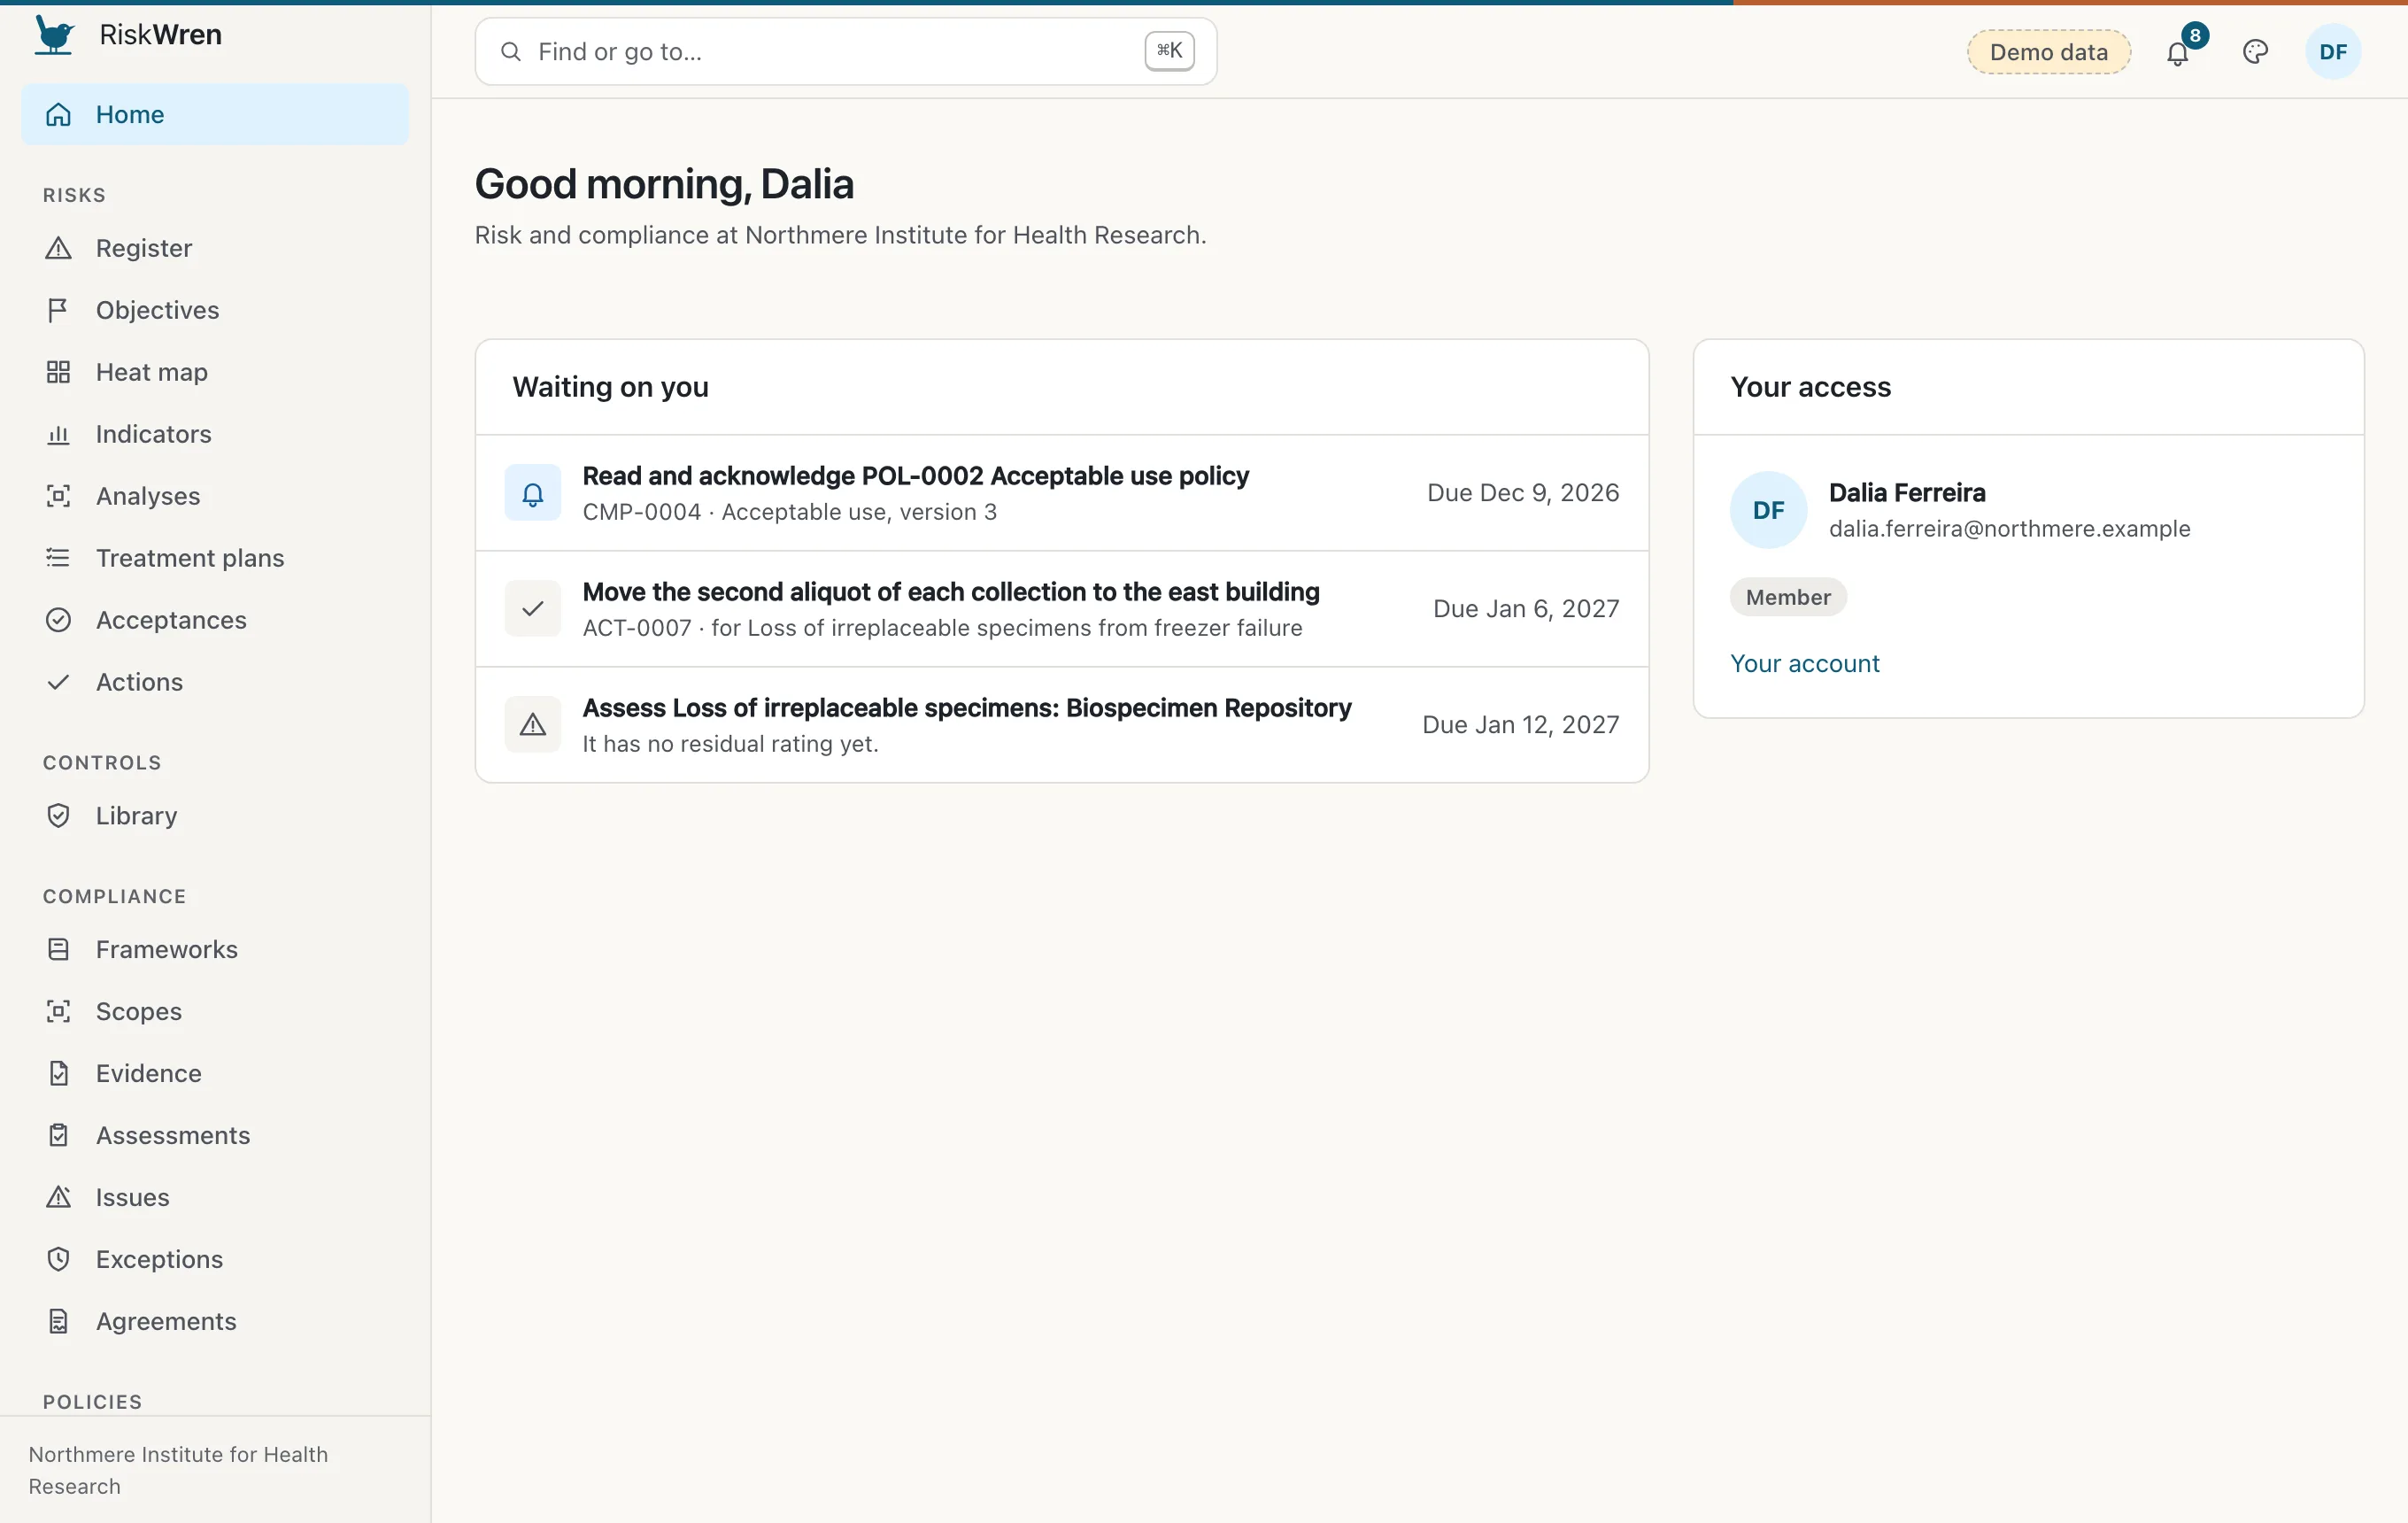 RiskWren
Find or go to...
⌘K
Demo data
8
DF
Home
RISKS
Register
Objectives
Heat map
Indicators
Analyses
Treatment plans
Acceptances
Actions
CONTROLS
Library
COMPLIANCE
Frameworks
Scopes
Evidence
Assessments
Issues
Exceptions
Agreements
POLICIES
Northmere Institute for Health
Research
Good morning, Dalia
Risk and compliance at Northmere Institute for Health Research.
Waiting on you
Read and acknowledge POL-0002 Acceptable use policy
CMP-0004 · Acceptable use, version 3
Due Dec 9, 2026
Move the second aliquot of each collection to the east building
ACT-0007 · for Loss of irreplaceable specimens from freezer failure
Due Jan 6, 2027
Assess Loss of irreplaceable specimens: Biospecimen Repository
It has no residual rating yet.
Due Jan 12, 2027
Your access
DF
Dalia Ferreira
dalia.ferreira@northmere.example
Member
Your account